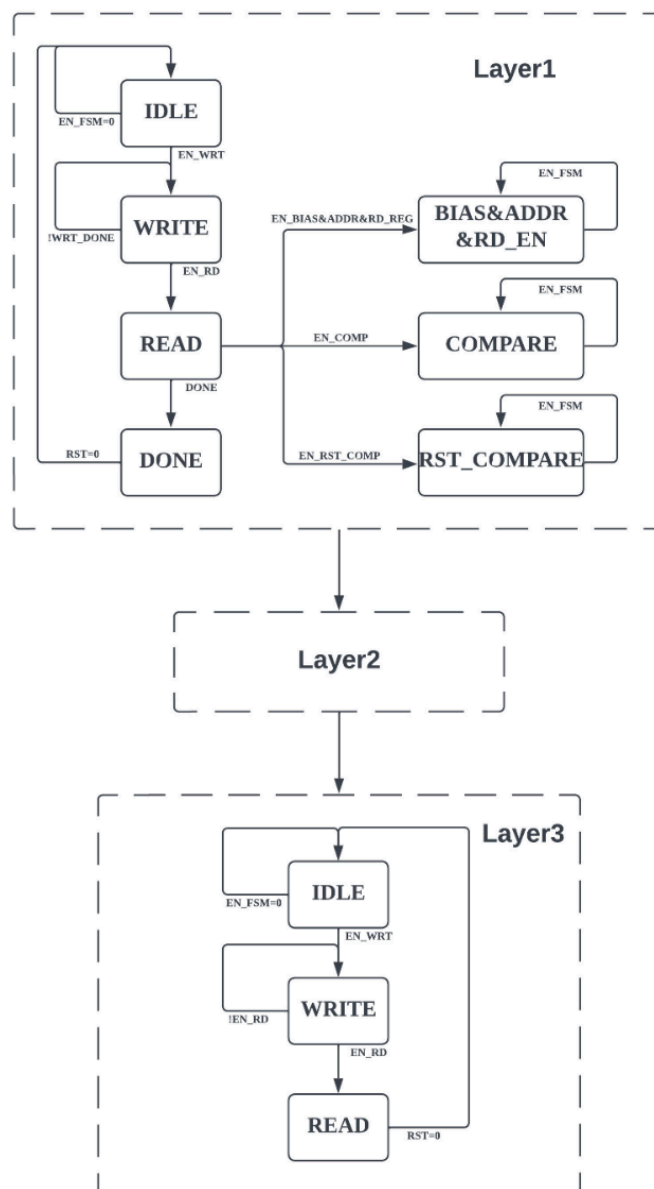 Layer1
IDLE
EN_FSM=0
EN_WRT
WRITE
!WRT_DONE
EN_RD
READ
DONE
DONE
RST=0
EN_BIAS&ADDR&RD_REG
EN_FSM
BIAS&ADDR
&RD_EN
EN_COMP
EN_FSM
COMPARE
EN_RST_COMP
EN_FSM
RST_COMPARE
Layer2
Layer3
IDLE
EN_FSM=0
EN_WRT
WRITE
!EN_RD
EN_RD
READ
RST=0